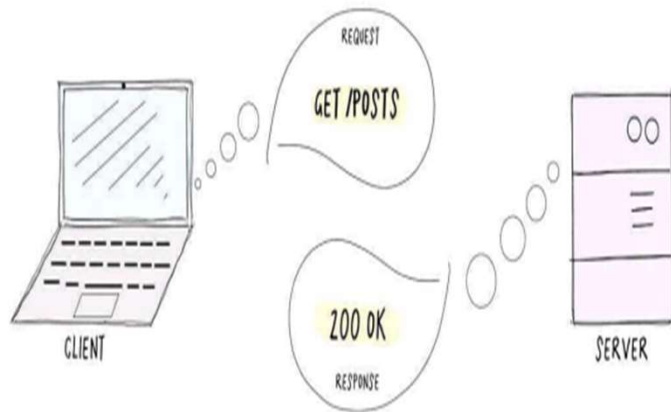 REQUEST
GET /POSTS
CLIENT
200 OK
RESPONSE
SERVER